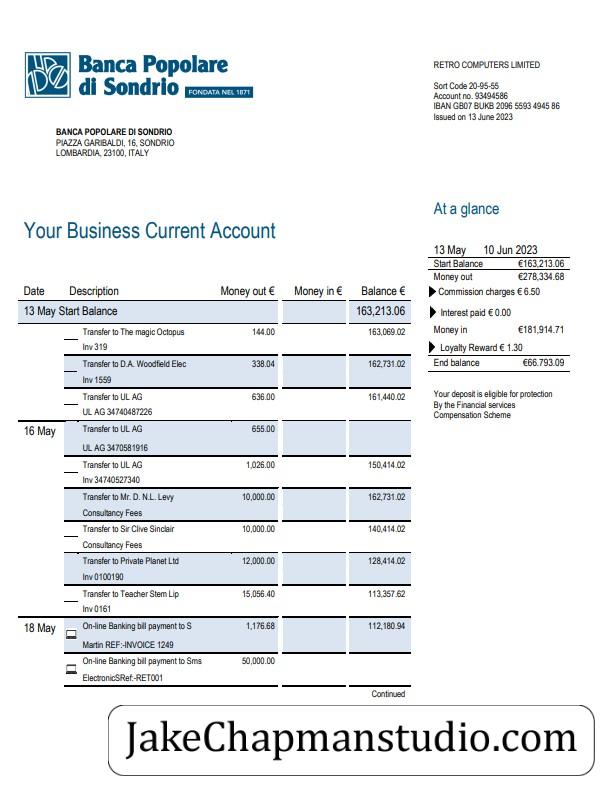 Banca Popolare
di Sondrio FONDATA NEL 1871
RETRO COMPUTERS LIMITED
Sort Code 20-95-55
Account no. 93494586
IBAN GB07 BUKB 2096 5593 4945 86
Issued on 13 June 2023
BANCA POPOLARE DI SONDRIO
PIAZZA GARIBALDI, 16, SONDRIO
LOMBARDIA, 23100, ITALY
At a glance
Your Business Current Account
13 May 10 Jun 2023
Start Balance €163,213.06
Money out €278,334.68
Commission charges € 6.50
Interest paid € 0.00
Money in €181,914.71
Loyalty Reward € 1.30
End balance €66.793.09
Your deposit is eligible for protection
By the Financial services
Compensation Scheme
Date Description Money out € Money in € Balance €
13 May Start Balance 163,213.06
Transfer to The magic Octopus 144.00 163,069.02
Inv 319
Transfer to D.A. Woodfield Elec 338.04 162,731.02
Inv 1559
Transfer to UL AG 636.00 161,440.02
UL AG 34740487226
16 May Transfer to UL AG 655.00
UL AG 3470581916
Transfer to UL AG 1,026.00 150,414.02
Inv 34740527340
Transfer to Mr. D. N.L. Levy 10,000.00 162,731.02
Consultancy Fees
Transfer to Sir Clive Sinclair 10,000.00 140,414.02
Consultancy Fees
Transfer to Private Planet Ltd 12,000.00 128,414.02
Inv 0100190
Transfer to Teacher Stem Lip 15,056.40 113,357.62
Inv 0161
18 May On-line Banking bill payment to S 1,176.68 112,180.94
Martin REF:-INVOICE 1249
On-line Banking bill payment to Sms 50,000.00
ElectronicSRef:-RET001
Continued
JakeChapmanstudio.com